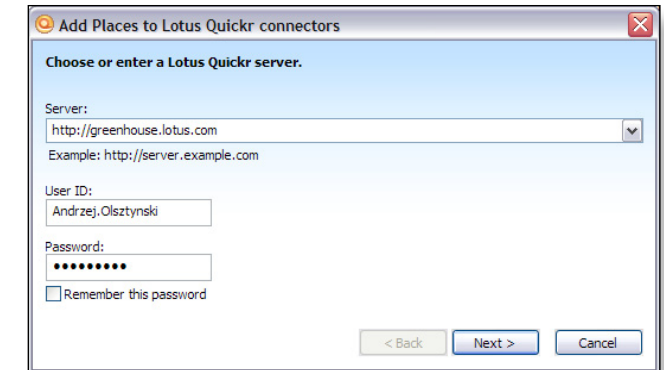 Add Places to Lotus Quickr connectors
Choose or enter a Lotus Quickr server.
Server:
http://greenhouse.lotus.com
Example: http://server.example.com
User ID:
Andrzej.Olsztynski
Password:
•••••••••
Remember this password
< Back Next > Cancel